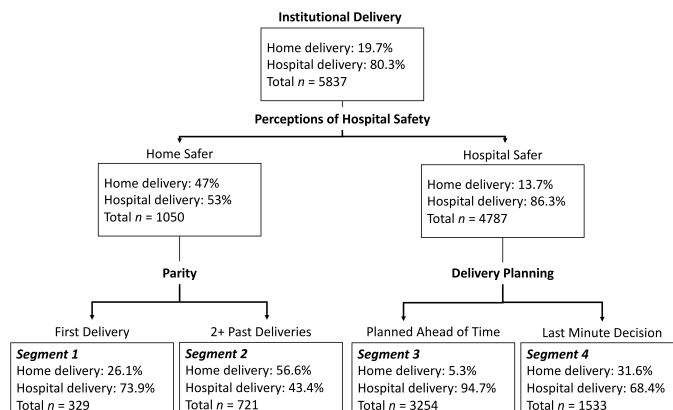 Institutional Delivery
Home delivery: 19.7%
Hospital delivery: 80.3%
Total n = 5837
Perceptions of Hospital Safety
Home Safer
Home delivery: 47%
Hospital delivery: 53%
Total n = 1050
Hospital Safer
Home delivery: 13.7%
Hospital delivery: 86.3%
Total n = 4787
Parity
Delivery Planning
First Delivery
Segment 1
Home delivery: 26.1%
Hospital delivery: 73.9%
Total n = 329
2+ Past Deliveries
Segment 2
Home delivery: 56.6%
Hospital delivery: 43.4%
Total n = 721
Planned Ahead of Time
Segment 3
Home delivery: 5.3%
Hospital delivery: 94.7%
Total n = 3254
Last Minute Decision
Segment 4
Home delivery: 31.6%
Hospital delivery: 68.4%
Total n = 1533